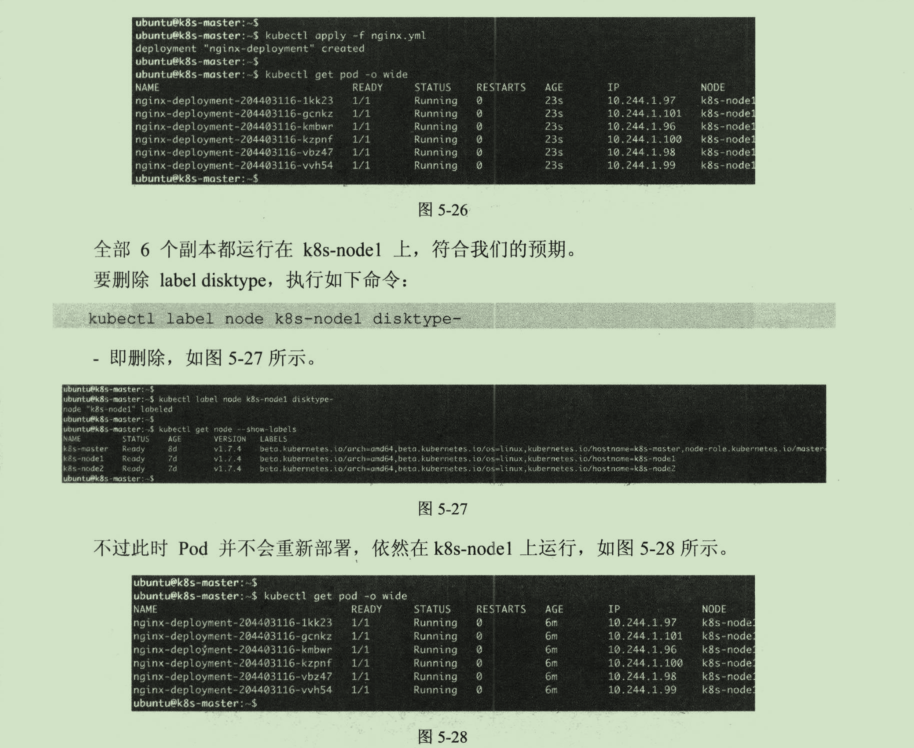 ubuntu@k8s-master:~$
ubuntu@k8s-master:~$ kubectl apply -f nginx.yml
deployment "nginx-deployment" created
ubuntu@k8s-master:~$
ubuntu@k8s-master:~$ kubectl get pod -o wide
NAME READY STATUS RESTARTS AGE IP NODE
nginx-deployment-204403116-1kk23 1/1 Running 0 23s 10.244.1.97 k8s-node1
nginx-deployment-204403116-gcnkz 1/1 Running 0 23s 10.244.1.101 k8s-node1
nginx-deployment-204403116-kmbwr 1/1 Running 0 23s 10.244.1.96 k8s-node1
nginx-deployment-204403116-kzpnf 1/1 Running 0 23s 10.244.1.100 k8s-node1
nginx-deployment-204403116-vbz47 1/1 Running 0 23s 10.244.1.98 k8s-node1
nginx-deployment-204403116-vvh54 1/1 Running 0 23s 10.244.1.99 k8s-node1
ubuntu@k8s-master:~$
图 5-26
全部 6 个副本都运行在 k8s-node1 上，符合我们的预期。
要删除 label disktype，执行如下命令：
kubectl label node k8s-node1 disktype-
- 即删除，如图 5-27 所示。
ubuntu@k8s-master:~$
ubuntu@k8s-master:~$ kubectl label node k8s-node1 disktype-
node "k8s-node1" labeled
ubuntu@k8s-master:~$
ubuntu@k8s-master:~$ kubectl get node --show-labels
NAME STATUS AGE VERSION LABELS
k8s-master Ready 8d v1.7.4 beta.kubernetes.io/arch=amd64,beta.kubernetes.io/os=linux,kubernetes.io/hostname=k8s-master,node-role.kubernetes.io/master=
k8s-node1 Ready 7d v1.7.4 beta.kubernetes.io/arch=amd64,beta.kubernetes.io/os=linux,kubernetes.io/hostname=k8s-node1
k8s-node2 Ready 7d v1.7.4 beta.kubernetes.io/arch=amd64,beta.kubernetes.io/os=linux,kubernetes.io/hostname=k8s-node2
ubuntu@k8s-master:~$
图 5-27
不过此时 Pod 并不会重新部署，依然在 k8s-node1 上运行，如图 5-28 所示。
ubuntu@k8s-master:~$
ubuntu@k8s-master:~$ kubectl get pod -o wide
NAME READY STATUS RESTARTS AGE IP NODE
nginx-deployment-204403116-1kk23 1/1 Running 0 6m 10.244.1.97 k8s-node1
nginx-deployment-204403116-gcnkz 1/1 Running 0 6m 10.244.1.101 k8s-node1
nginx-deployment-204403116-kmbwr 1/1 Running 0 6m 10.244.1.96 k8s-node1
nginx-deployment-204403116-kzpnf 1/1 Running 0 6m 10.244.1.100 k8s-node1
nginx-deployment-204403116-vbz47 1/1 Running 0 6m 10.244.1.98 k8s-node1
nginx-deployment-204403116-vvh54 1/1 Running 0 6m 10.244.1.99 k8s-node1
ubuntu@k8s-master:~$
图 5-28